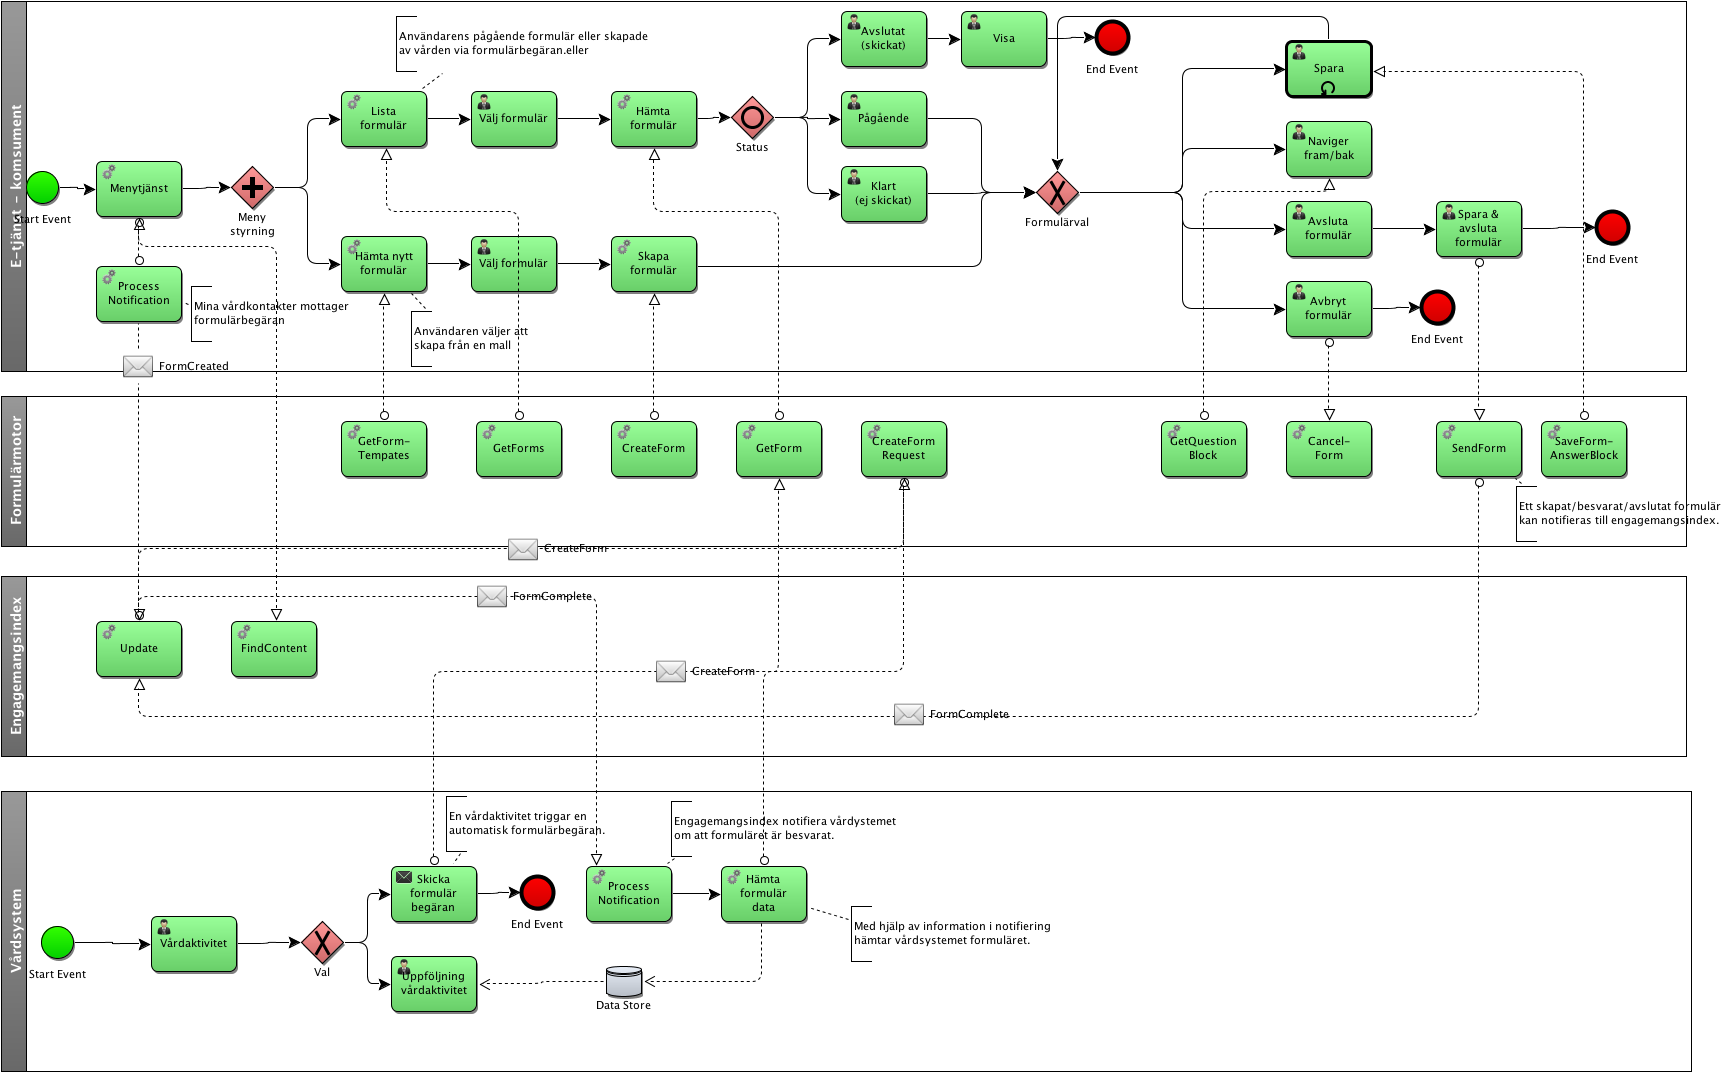 E-tjänst - komsument
Användarens pågående formulär eller skapade
av vården via formulärbegäran.eller
Start Event
Menytjänst
Meny
styrning
Process
Notification
Mina vårdkontakter mottager
formulärbegäran
FormCreated
Lista
formulär
Välj formulär
Hämta
formulär
Status
Hämta nytt
formulär
Välj formulär
Skapa
formulär
Användaren väljer att
skapa från en mall
Avslutat
(skickat)
Visa
End Event
Pågående
Klart
(ej skickat)
Formulärval
Spara
Naviger
fram/bak
Avsluta
formulär
Spara &
avsluta
formulär
End Event
Avbryt
formulär
End Event
Formulärmotor
GetForm-
Tempates
GetForms
CreateForm
GetForm
CreateForm
Request
GetQuestion
Block
Cancel-
Form
SendForm
SaveForm-
AnswerBlock
Ett skapat/besvarat/avslutat formulär
kan notifieras till engagemangsindex.
CreateForm
Engagemangsindex
FormComplete
Update
FindContent
CreateForm
FormComplete
Vårdsystem
En vårdaktivitet triggar en
automatisk formulärbegäran.
Engagemangsindex notifiera vårdystemet
om att formuläret är besvarat.
Start Event
Vårdaktivitet
Val
Skicka
formulär
begäran
End Event
Process
Notification
Hämta
formulär
data
Med hjälp av information i notifiering
hämtar vårdsystemet formuläret.
Uppföljning
vårdaktivitet
Data Store